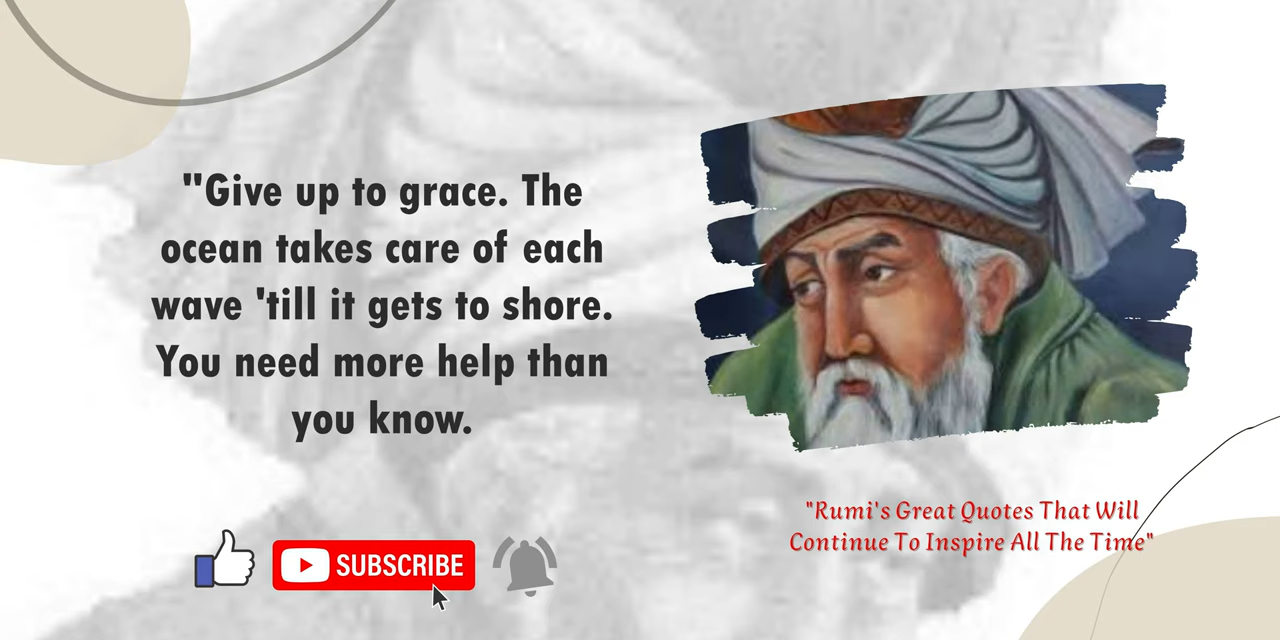 "Give up to grace. The
ocean takes care of each
wave 'till it gets to shore.
You need more help than
you know.
SUBSCRIBE
"Rumi's Great Quotes That Will
Continue To Inspire All The Time"